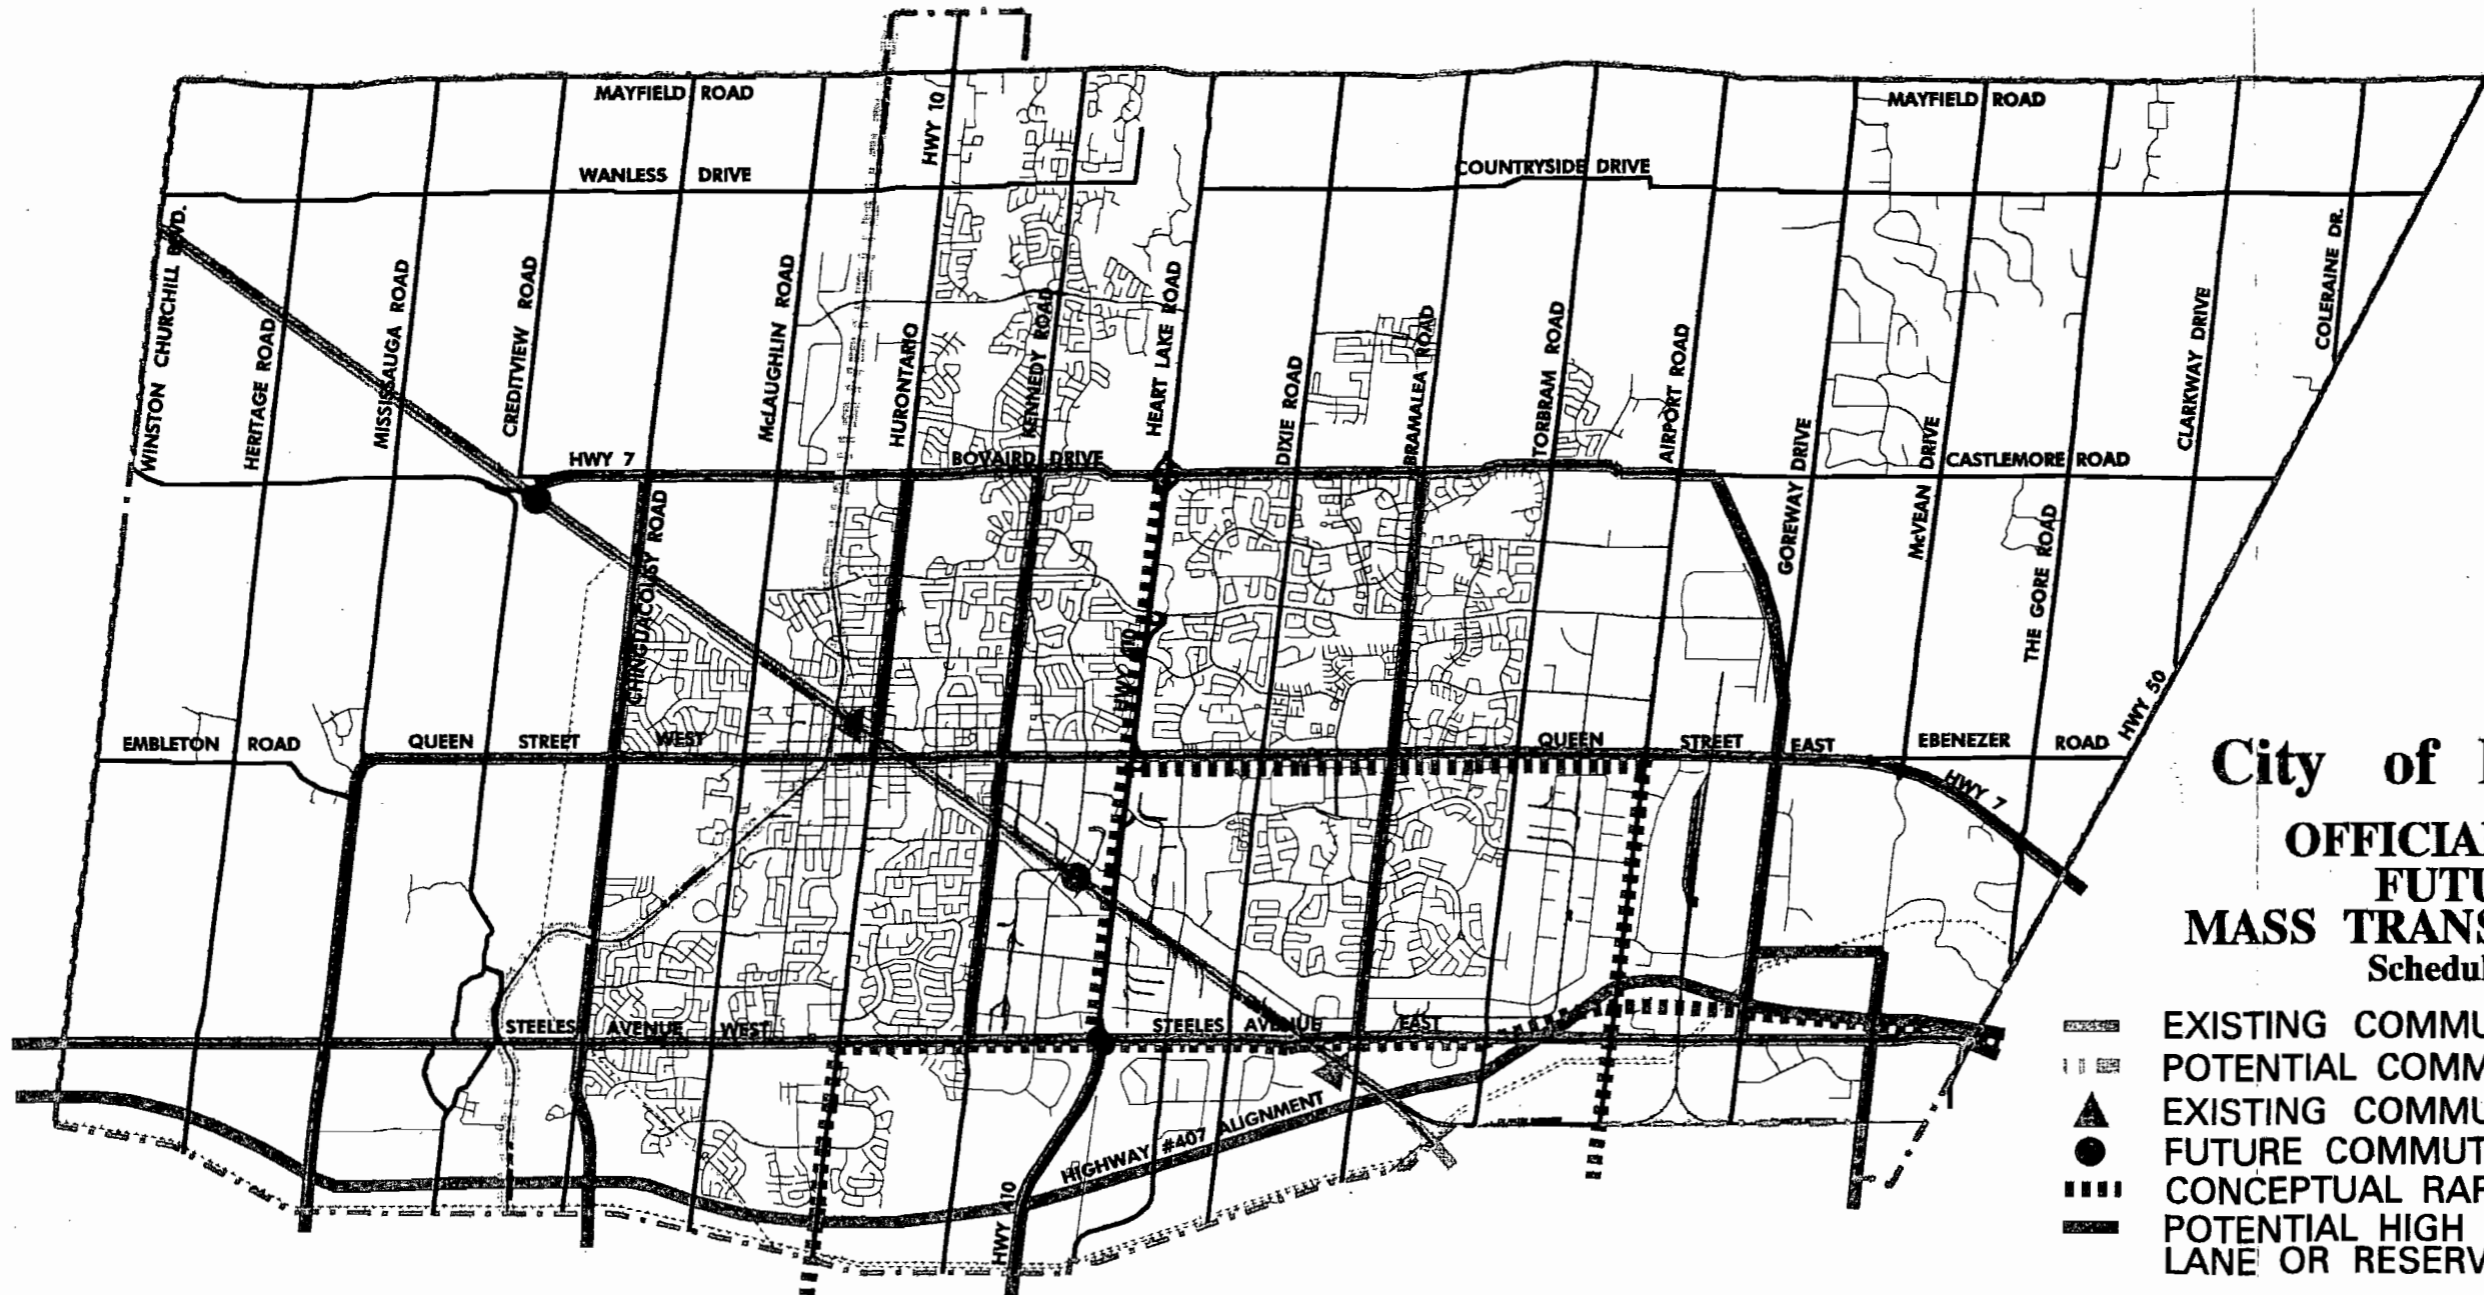 MAYFIELD ROAD
MAYFIELD ROAD
HWY 10
WANLESS DRIVE
COUNTRYSIDE DRIVE
WINSTON CHURCHILL BLVD.
HERITAGE ROAD
MISSISSAUGA ROAD
CREDITVIEW ROAD
McLAUGHLIN ROAD
HURONTARIO
KENNEDY ROAD
HEART LAKE ROAD
DIXIE ROAD
BRAMALEA ROAD
TORBRAM ROAD
AIRPORT ROAD
GOREWAY DRIVE
McVEAN DRIVE
THE GORE ROAD
CLARKWAY DRIVE
COLERAINE DR.
HWY 7
BOVAIRD DRIVE
CASTLEMORE ROAD
CHINGUACOUSY ROAD
HWY 410
HWY 50
EMBLETON ROAD
QUEEN STREET WEST
QUEEN STREET EAST
EBENEZER ROAD
HWY 7
STEELES AVENUE WEST
STEELES AVENUE EAST
HIGHWAY #407 ALIGNMENT
HWY 410
City of
OFFICIAL
FUTU
MASS TRANS
Schedul
EXISTING COMMU
POTENTIAL COMM
EXISTING COMMU
FUTURE COMMUT
CONCEPTUAL RAP
POTENTIAL HIGH
LANE OR RESERV